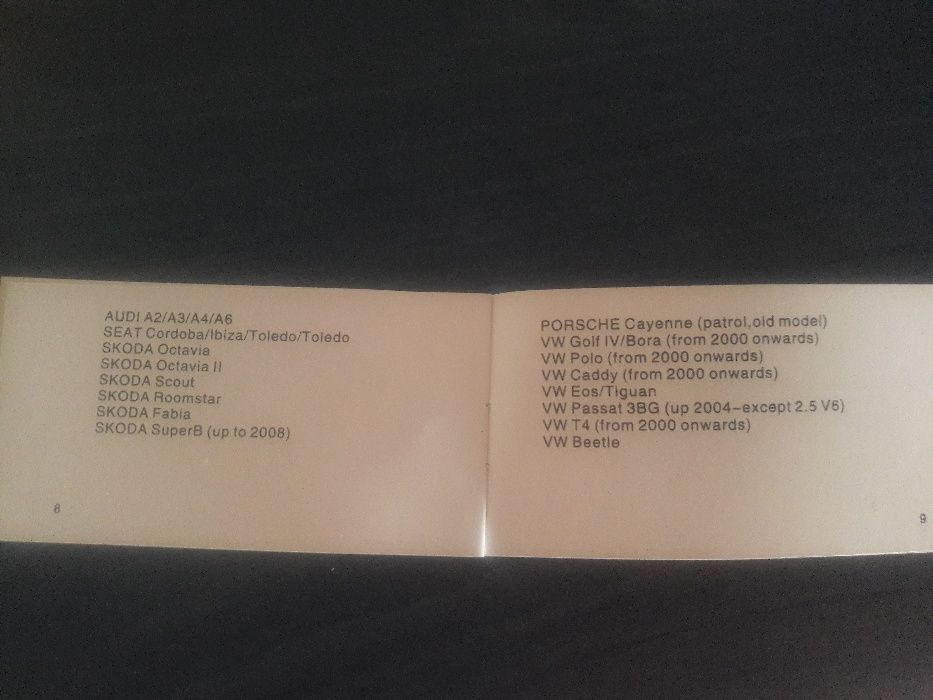 AUDI A2/A3/A4/A6
SEAT Cordoba/Ibiza/Toledo/Toledo
SKODA Octavia
SKODA Octavia II
SKODA Scout
SKODA Roomstar
SKODA Fabia
SKODA SuperB (up to 2008)
8
PORSCHE Cayenne (patrol,old model)
VW Golf IV/Bora (from 2000 onwards)
VW Polo (from 2000 onwards)
VW Caddy (from 2000 onwards)
VW Eos/Tiguan
VW Passat 3BG (up 2004-except 2.5 V6)
VW T4 (from 2000 onwards)
VW Beetle
9